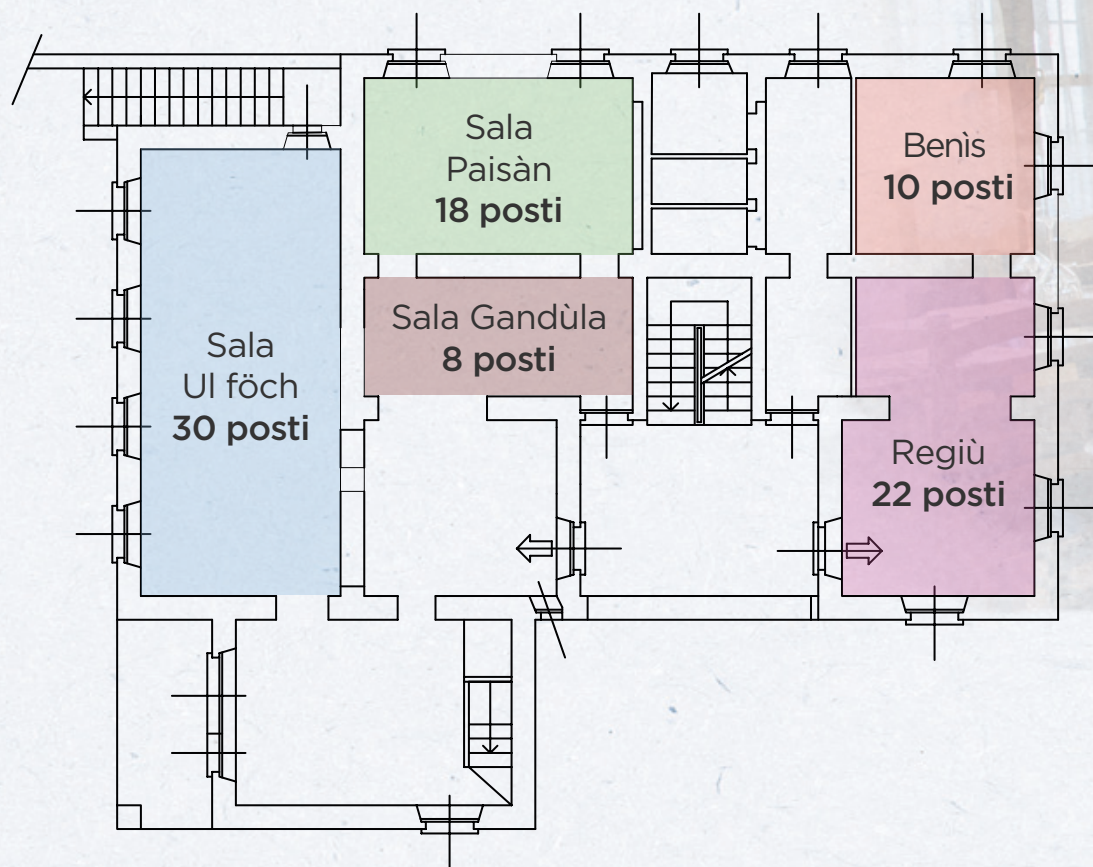 Sala
Paisàn
18 posti
Benìs
10 posti
Sala Gandùla
8 posti
Sala
Ul föch
30 posti
Regiù
22 posti